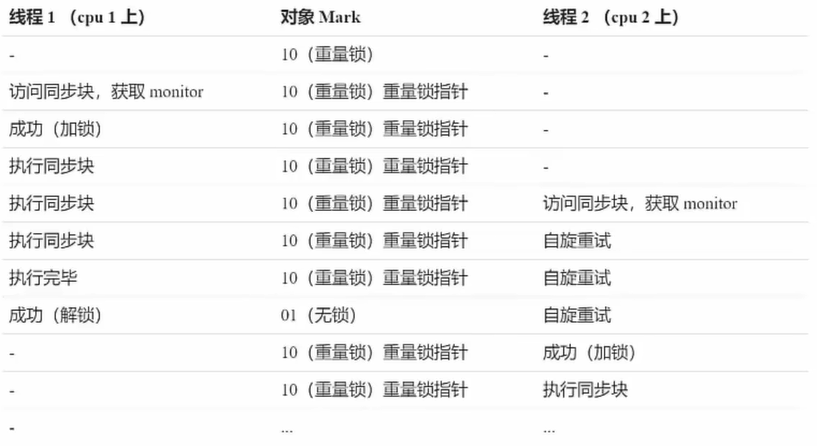 线程 1 （cpu 1 上） 对象 Mark 线程 2 （cpu 2 上）
- 10（重量锁） -
访问同步块，获取 monitor 10（重量锁）重量锁指针 -
成功（加锁） 10（重量锁）重量锁指针 -
执行同步块 10（重量锁）重量锁指针 -
执行同步块 10（重量锁）重量锁指针 访问同步块，获取 monitor
执行同步块 10（重量锁）重量锁指针 自旋重试
执行完毕 10（重量锁）重量锁指针 自旋重试
成功（解锁） 01（无锁） 自旋重试
- 10（重量锁）重量锁指针 成功（加锁）
- 10（重量锁）重量锁指针 执行同步块
- ... ...